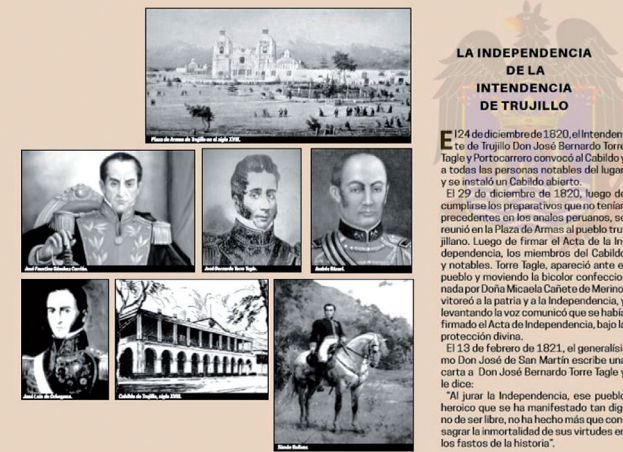 Plaza de Armas de Trujillo en el siglo XVIII.
José Faustino Sánchez Carrión.
José Bernardo Torre Tagle.
Andrés Rázuri.
José Luis de Orbegoso.
Cabildo de Trujillo, siglo XVIII.
Simón Bolívar.
LA INDEPENDENCIA
DE LA
INTENDENCIA
DE TRUJILLO
El 24 de diciembre de 1820, el Intenden
te de Trujillo Don José Bernardo Torre
Tagle y Portocarrero convocó al Cabildo y
a todas las personas notables del lugar
y se instaló un Cabildo abierto.
El 29 de diciembre de 1820, luego de
cumplirse los preparativos que no tenían
precedentes en los anales peruanos, se
reunió en la Plaza de Armas al pueblo tru
jillano. Luego de firmar el Acta de la In
dependencia, los miembros del Cabildo
y notables. Torre Tagle, apareció ante e
pueblo y moviendo la bicolor confeccio
nada por Doña Micaela Cañete de Merino,
vitoreó a la patria y a la Independencia, y
levantando la voz comunicó que se había
firmado el Acta de Independencia, bajo la
protección divina.
El 13 de febrero de 1821, el generalísi
mo Don José de San Martín escribe una
carta a Don José Bernardo Torre Tagle y
le dice:
"Al jurar la Independencia, ese pueblo
heroico que se ha manifestado tan dig
no de ser libre, no ha hecho más que con
sagrar la inmortalidad de sus virtudes en
los fastos de la historia".